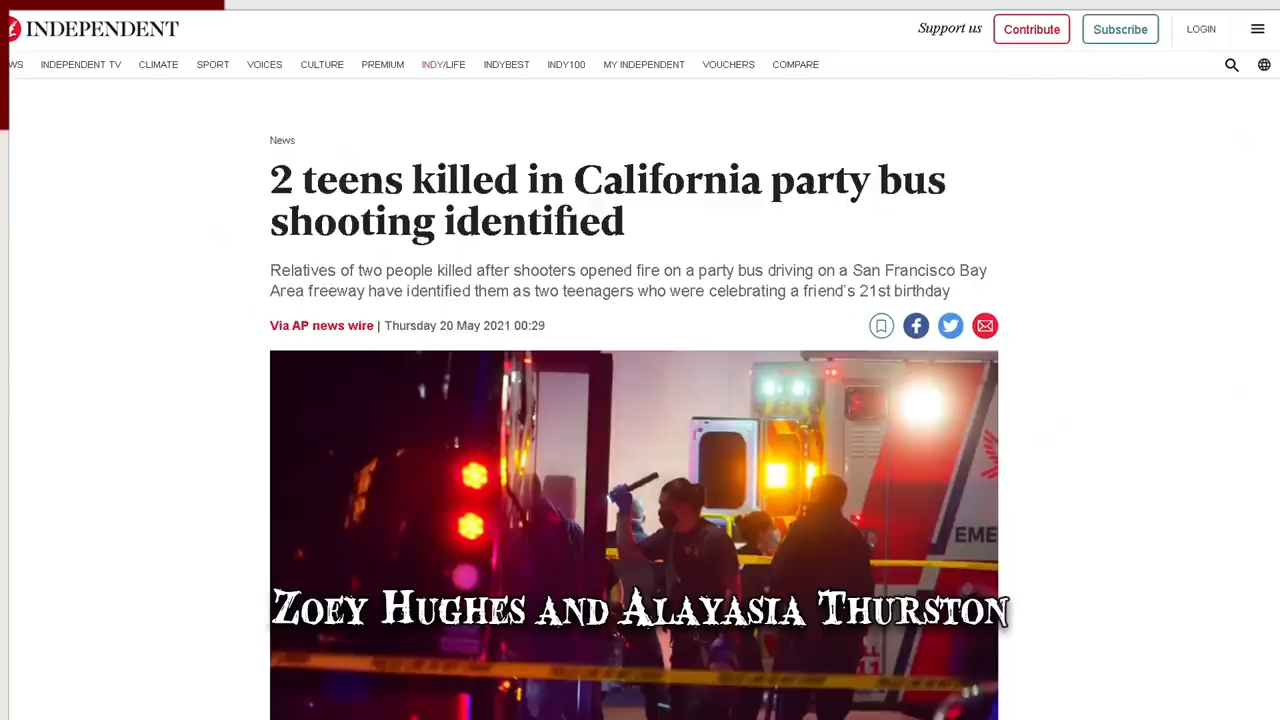 INDEPENDENT
Support us
Contribute
Subscribe
LOGIN
WS INDEPENDENT TV CLIMATE SPORT VOICES CULTURE PREMIUM INDY/LIFE INDYBEST INDY100 MY INDEPENDENT VOUCHERS COMPARE
News
2 teens killed in California party bus
shooting identified
Relatives of two people killed after shooters opened fire on a party bus driving on a San Francisco Bay
Area freeway have identified them as two teenagers who were celebrating a friend's 21st birthday
Via AP news wire | Thursday 20 May 2021 00:29
EME
Zoey Hughes and Alayasia Thurston